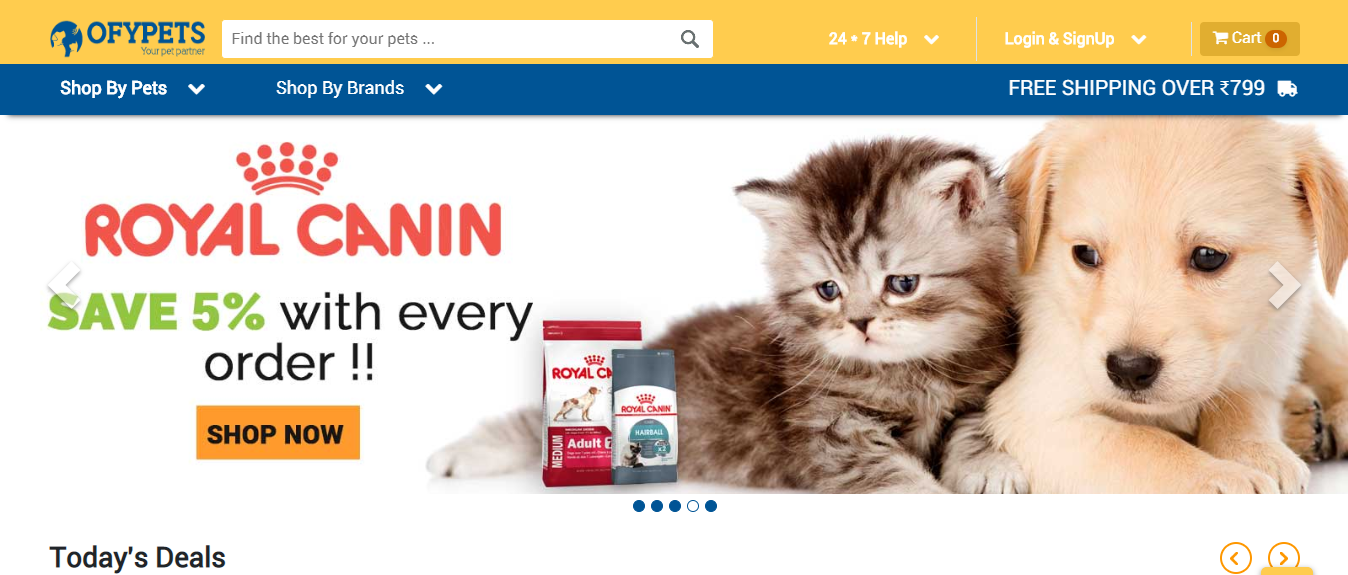 OFYPETS
Your pet partner
Find the best for your pets ...
24 * 7 Help
Login & SignUp
Cart 0
Shop By Pets
Shop By Brands
FREE SHIPPING OVER ₹799
ROYAL CANIN
SAVE 5% with every
order !!
SHOP NOW
ROYAL CA
MEDIUM
Adult 7
ROYAL CANIN
HAIRBALL
Today's Deals